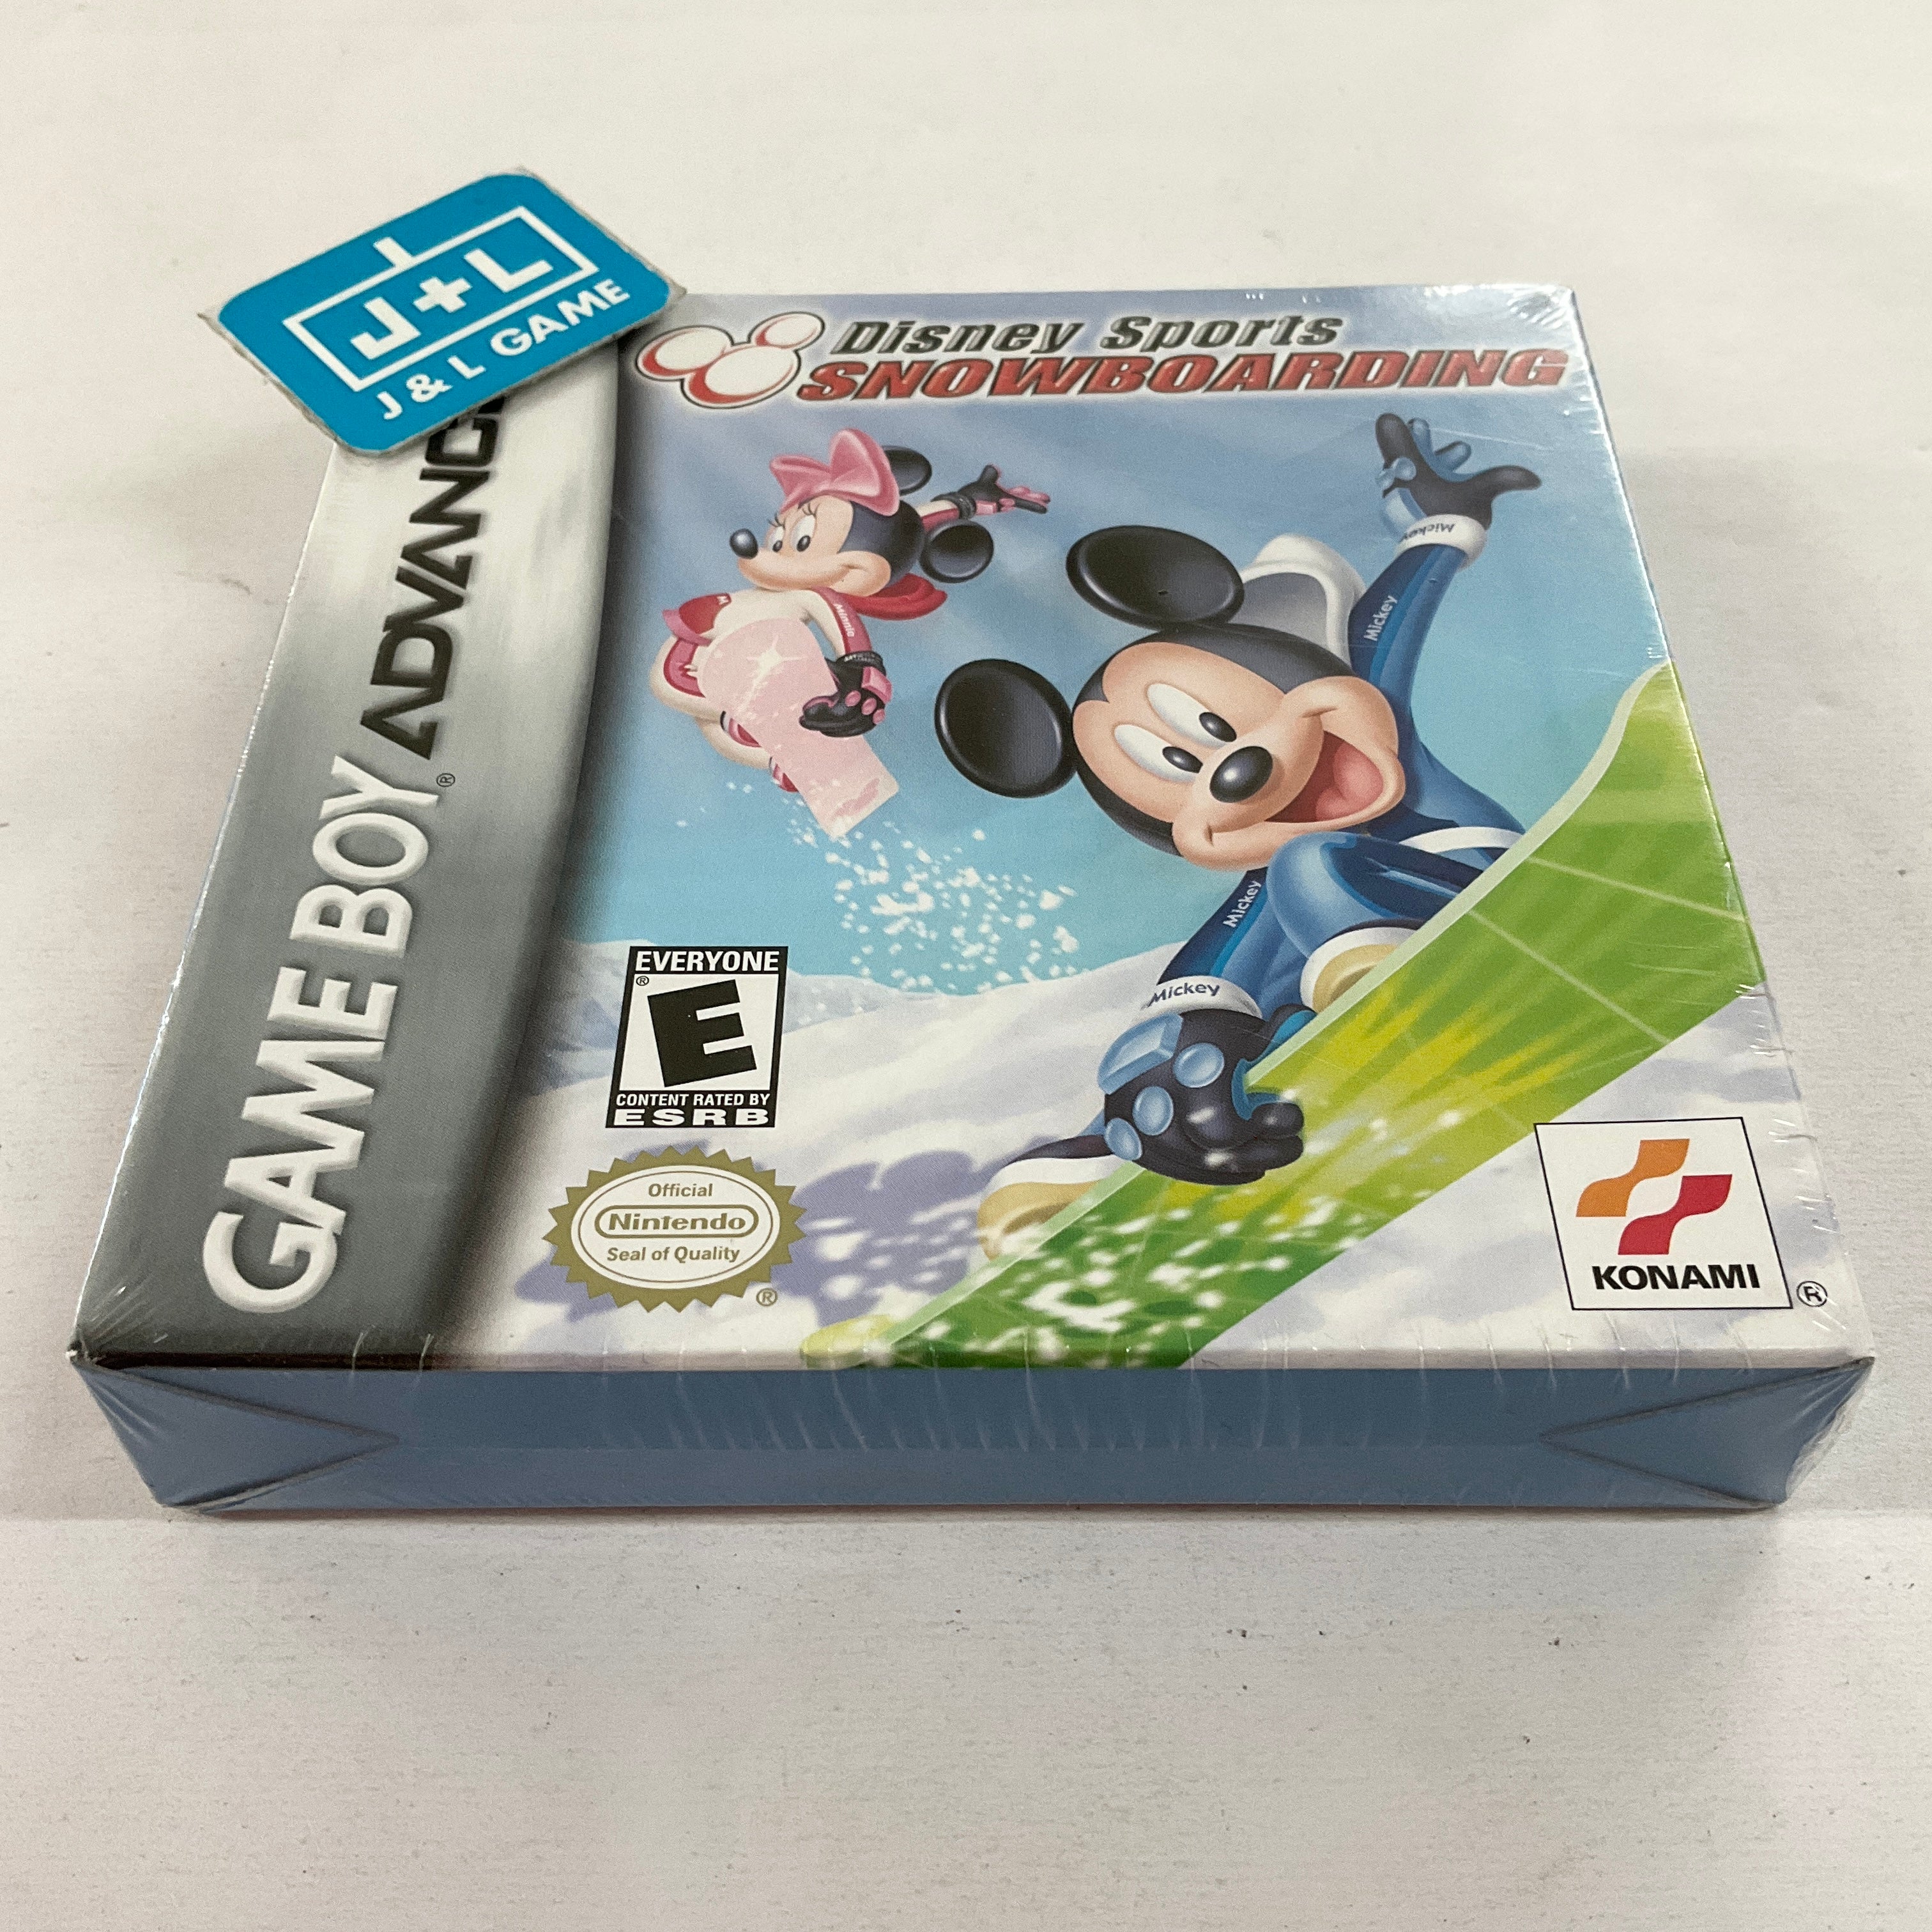 J+L
J & L GAME
Disney Sports
SNOWBOARDING
GAME BOY ADVANCE
®
Mickey
Mickey
Minnie
M
Mickey
Mickey
EVERYONE
®
E
CONTENT RATED BY
ESRB
Official
Nintendo
Seal of Quality
®
KONAMI
®